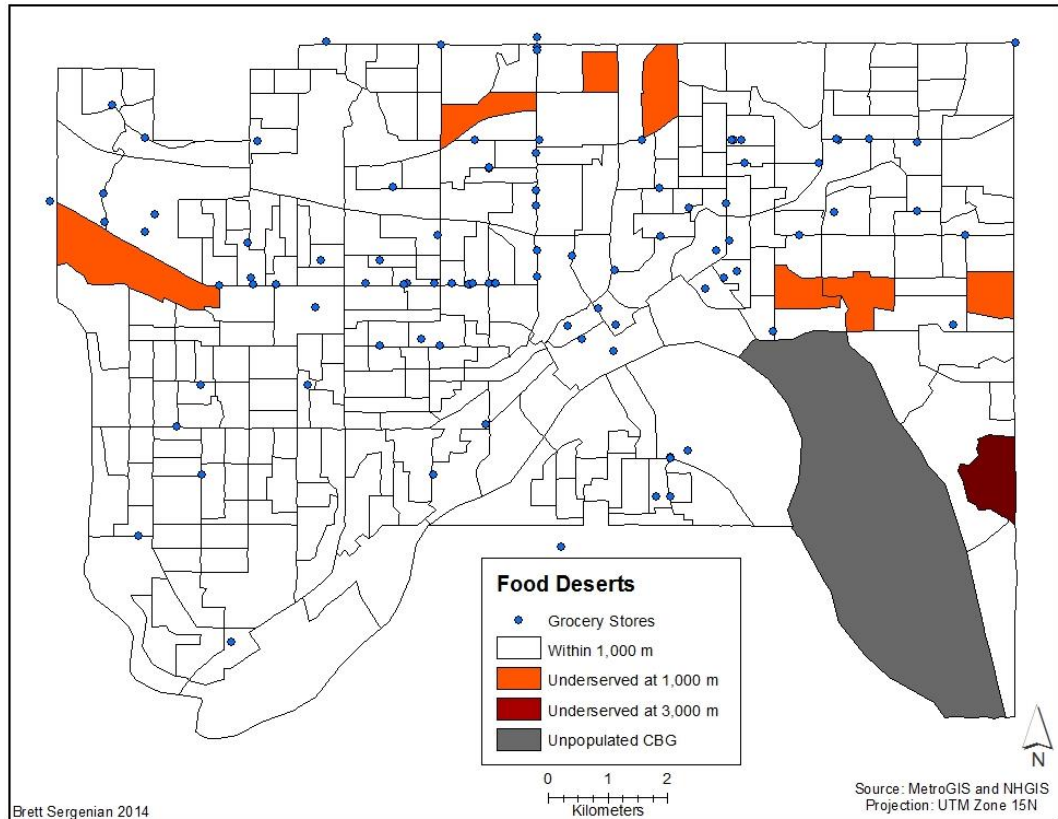 Food Deserts
Grocery Stores
Within 1,000 m
Underserved at 1,000 m
Underserved at 3,000 m
Unpopulated CBG
0 1 2
Kilometers
N
Brett Sergenian 2014
Source: MetroGIS and NHGIS
Projection: UTM Zone 15N